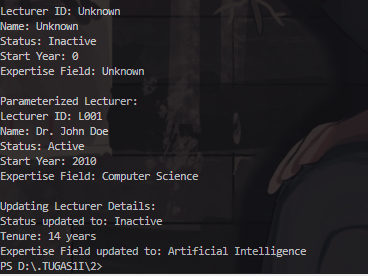 Lecturer ID: Unknown
Name: Unknown
Status: Inactive
Start Year: 0
Expertise Field: Unknown
Parameterized Lecturer:
Lecturer ID: L001
Name: Dr. John Doe
Status: Active
Start Year: 2010
Expertise Field: Computer Science
Updating Lecturer Details:
Status updated to: Inactive
Tenure: 14 years
Expertise Field updated to: Artificial Intelligence
PS D:\.TUGAS1I\2>